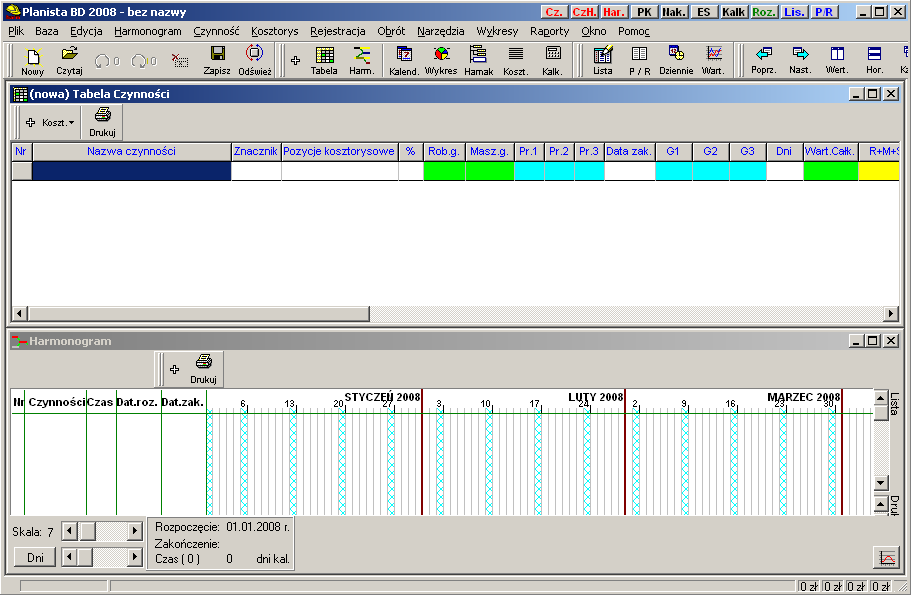 Planista BD 2008 - bez nazwy Cz. CzH. Har. PK Nak. ES Kalk Roz. Lis. P/R
Plik Baza Edycja Harmonogram Czynność Kosztorys Rejestracja Obrót Narzędzia Wykresy Raporty Okno Pomoc
0 0
Nowy Czytaj Zapisz Odśwież Tabela Harm. Kalend. Wykres Hamak Koszt. Kalk. Lista P / R Dziennie Wart. Poprz. Nast. Wert. Hor.
(nowa) Tabela Czynności
Koszt. Drukuj
Nr Nazwa czynności Znacznik Pozycje kosztorysowe % Rob.g. Masz.g. Pr.1 Pr.2 Pr.3 Data zak. G1 G2 G3 Dni Wart.Całk. R+M+S
Harmonogram
Drukuj
STYCZEŃ 2008 LUTY 2008 MARZEC 2008
Nr Czynności Czas Dat.roz. Dat.zak. 6 13 20 27 3 10 17 24 2 9 16 23 30
Lista
Druk
Skala: 7
Dni
Rozpoczęcie: 01.01.2008 r.
Zakończenie:
Czas ( 0 ) 0 dni kal.
0 zł 0 zł 0 zł 0 zł